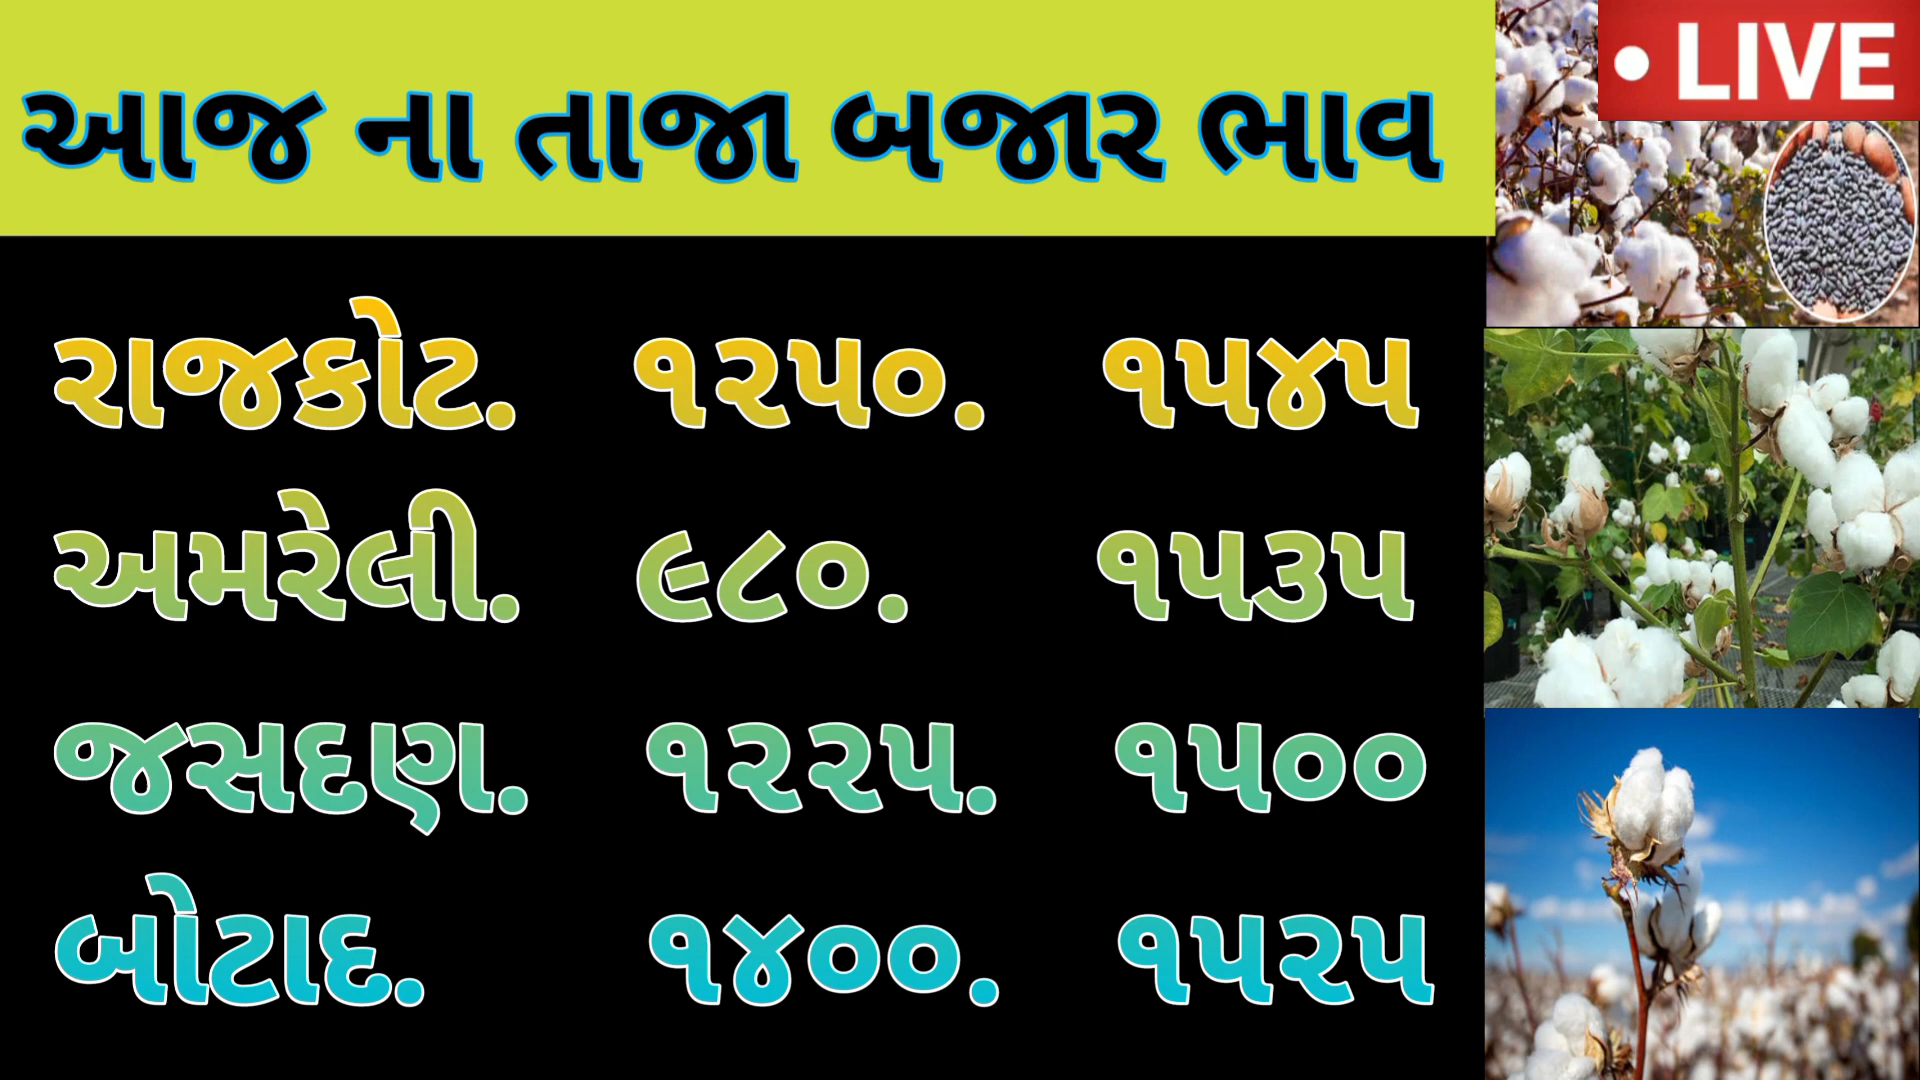 આજ ના તાજા બજાર ભાવ
• LIVE
રાજકોટ. ૧૨૫૦. ૧૫૪૫
અમરેલી. ૯૮૦. ૧૫૩૫
જસદણ. ૧૨૨૫. ૧૫૦૦
બોટાદ. ૧૪૦૦. ૧૫૨૫